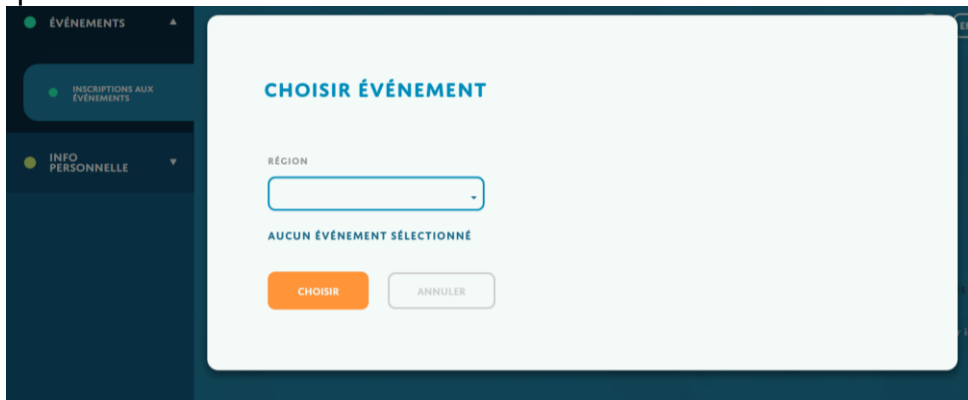 ÉVÉNEMENTS
INSCRIPTIONS AUX
ÉVÉNEMENTS
INFO
PERSONNELLE
CHOISIR ÉVÉNEMENT
RÉGION
AUCUN ÉVÉNEMENT SÉLECTIONNÉ
CHOISIR
ANNULER